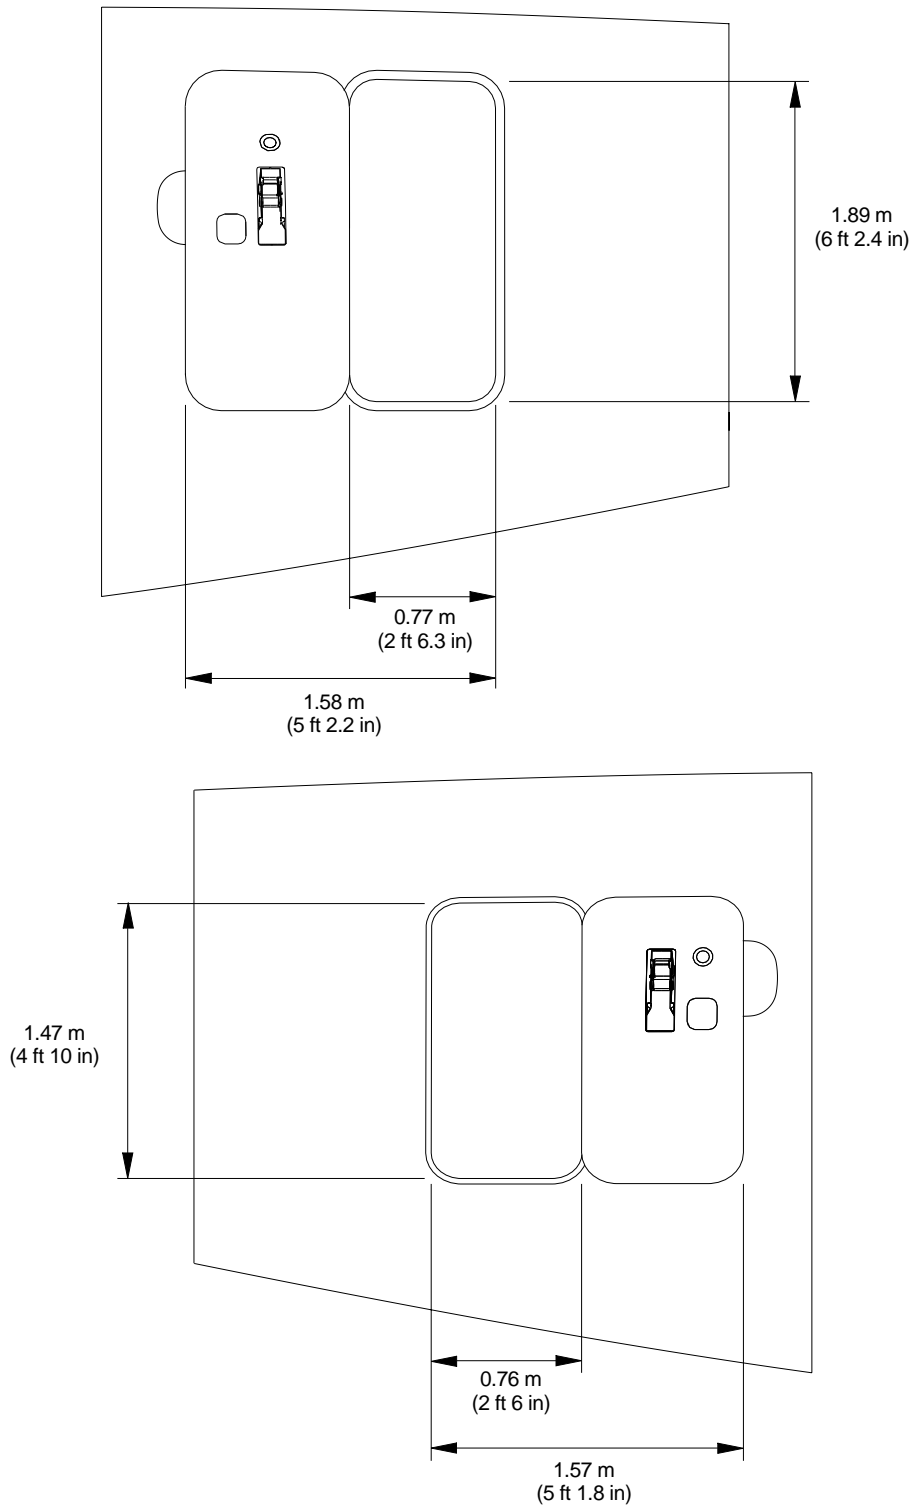 1.89 m
(6 ft 2.4 in)
0.77 m
(2 ft 6.3 in)
1.58 m
(5 ft 2.2 in)
1.47 m
(4 ft 10 in)
0.76 m
(2 ft 6 in)
1.57 m
(5 ft 1.8 in)